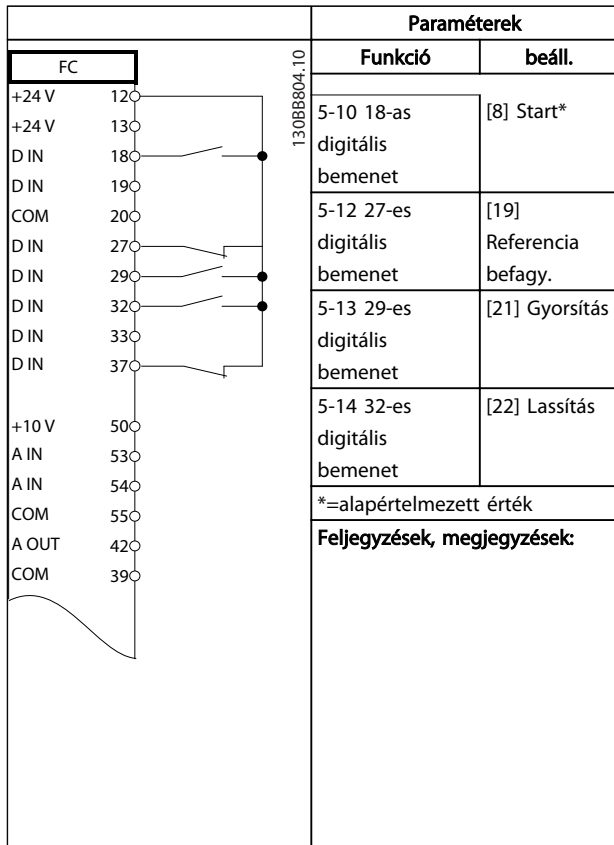 FC
+24 V 12
+24 V 13
D IN 18
D IN 19
COM 20
D IN 27
D IN 29
D IN 32
D IN 33
D IN 37
+10 V 50
A IN 53
A IN 54
COM 55
A OUT 42
COM 39
130BB804.10
Paraméterek
Funkció beáll.
5-10 18-as [8] Start*
digitális
bemenet
5-12 27-es [19]
digitális Referencia
bemenet befagy.
5-13 29-es [21] Gyorsítás
digitális
bemenet
5-14 32-es [22] Lassítás
digitális
bemenet
*=alapértelmezett érték
Feljegyzések, megjegyzések: